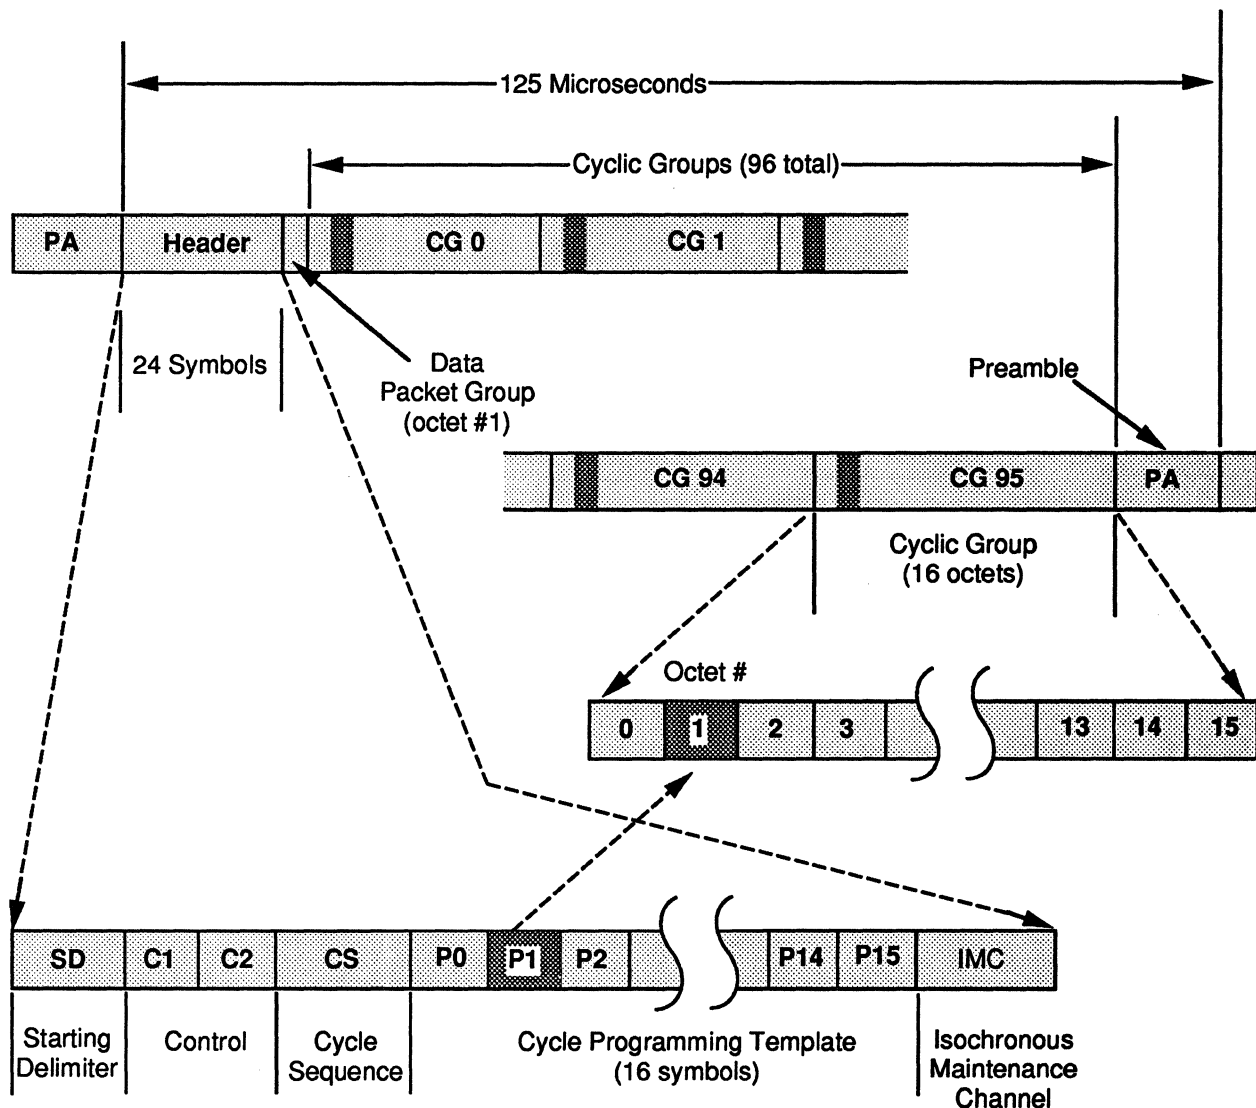 125 Microseconds
Cyclic Groups (96 total)
PA
Header
CG 0
CG 1
24 Symbols
Data
Packet Group
(octet #1)
Preamble
CG 94
CG 95
PA
Cyclic Group
(16 octets)
Octet #
0
1
2
3
13
14
15
SD
C1
C2
CS
P0
P1
P2
P14
P15
IMC
Starting
Delimiter
Control
Cycle
Sequence
Cycle Programming Template
(16 symbols)
Isochronous
Maintenance
Channel